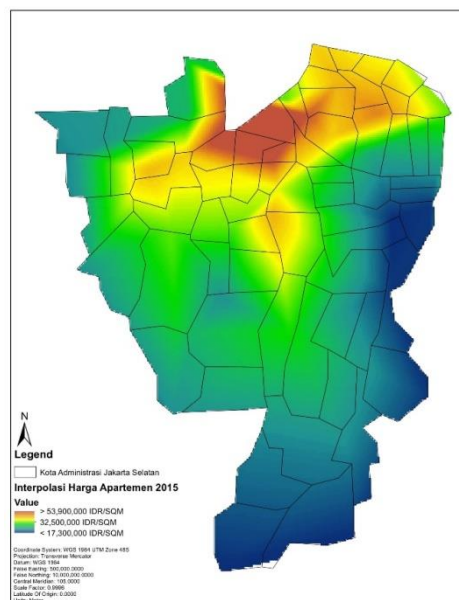 N
Legend
Kota Administrasi Jakarta Selatan
Interpolasi Harga Apartemen 2015
Value
> 53,900,000 IDR/SQM
32,500,000 IDR/SQM
< 17,300,000 IDR/SQM
Coordinate System: WGS 1984 UTM Zone 48S
Projection: Transverse Mercator
Datum: WGS 1984
False Easting: 500,000.0000
False Northing: 10,000,000.0000
Central Meridian: 105.0000
Scale Factor: 0.9996
Latitude Of Origin: 0.0000
Units: Meter